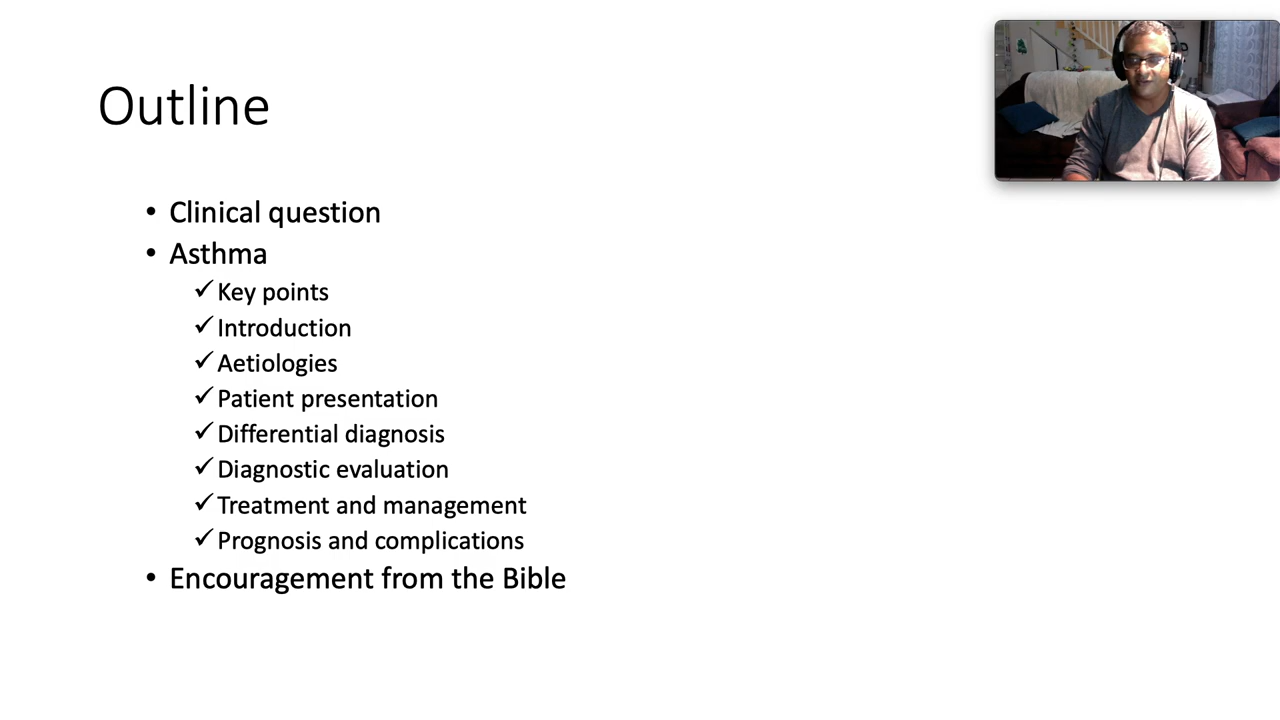 Outline
• Clinical question
• Asthma
✓ Key points
✓ Introduction
✓ Aetiologies
✓ Patient presentation
✓ Differential diagnosis
✓ Diagnostic evaluation
✓ Treatment and management
✓ Prognosis and complications
• Encouragement from the Bible